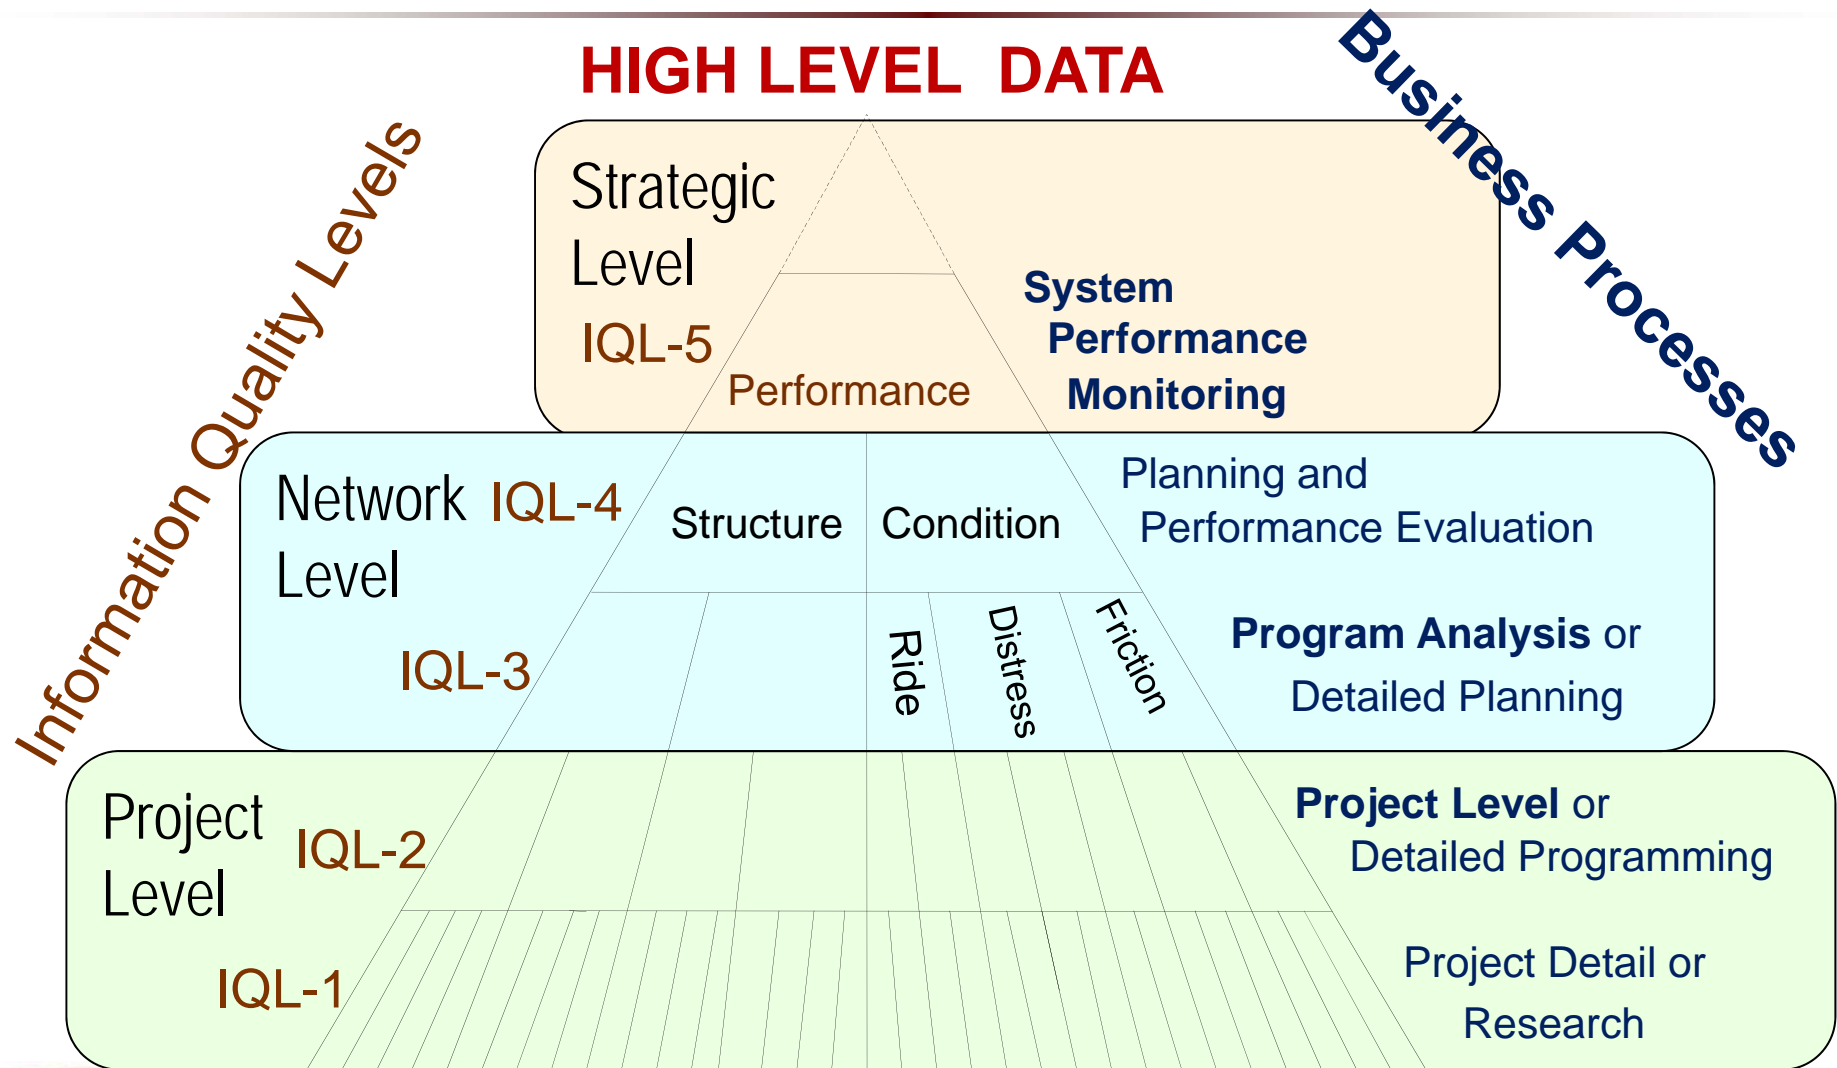 HIGH LEVEL DATA
Information Quality Levels
Business Processes
Strategic
Level
IQL-5
Performance
System
Performance
Monitoring
Network
Level
IQL-4
Structure
Condition
Planning and
Performance Evaluation
IQL-3
Ride
Distress
Friction
Program Analysis or
Detailed Planning
Project
Level
IQL-2
Project Level or
Detailed Programming
IQL-1
Project Detail or
Research